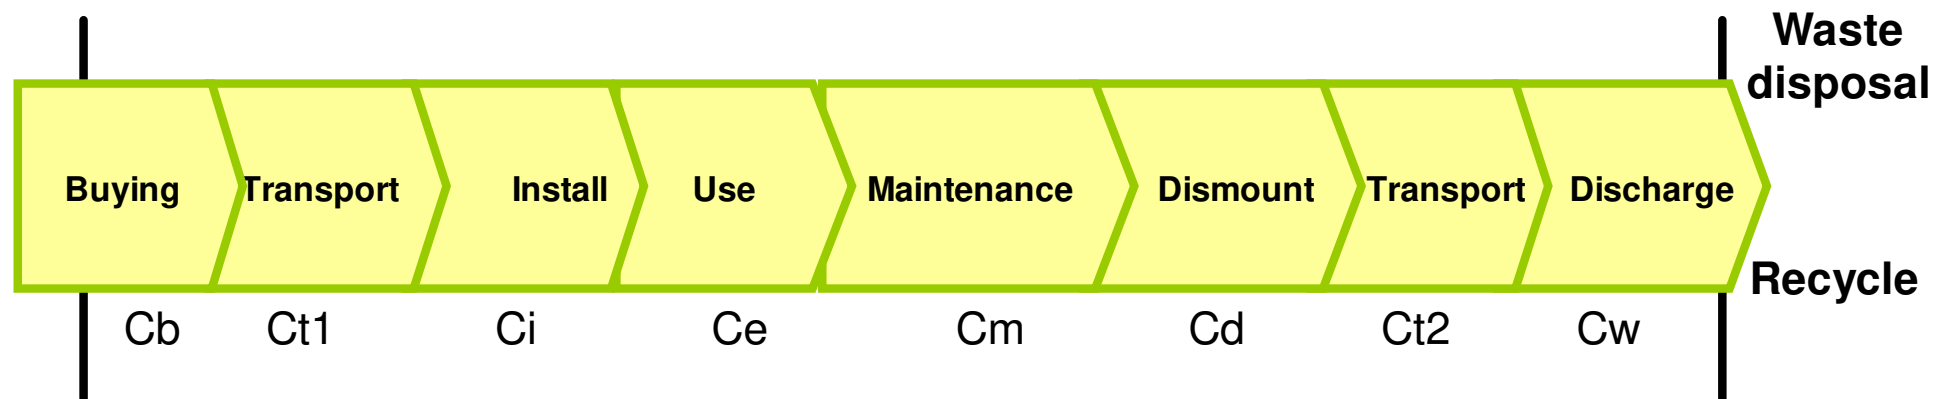 Waste
disposal
Buying Transport Install Use Maintenance Dismount Transport Discharge
Recycle
Cb Ct1 Ci Ce Cm Cd Ct2 Cw